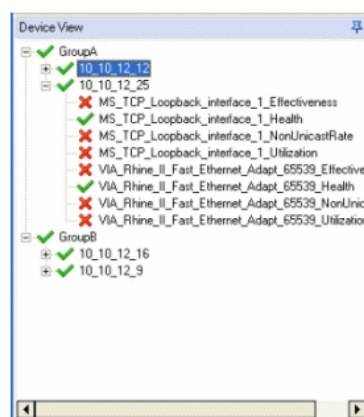 Device View
GroupA
10_10_12_12
10_10_12_25
MS_TCP_Loopback_interface_1_Effectiveness
MS_TCP_Loopback_interface_1_Health
MS_TCP_Loopback_interface_1_NonUnicastRate
MS_TCP_Loopback_interface_1_Utilization
VIA_Rhine_II_Fast_Ethernet_Adapt_65539_Effective
VIA_Rhine_II_Fast_Ethernet_Adapt_65539_Health
VIA_Rhine_II_Fast_Ethernet_Adapt_65539_NonUnic
VIA_Rhine_II_Fast_Ethernet_Adapt_65539_Utilizatio
GroupB
10_10_12_16
10_10_12_9